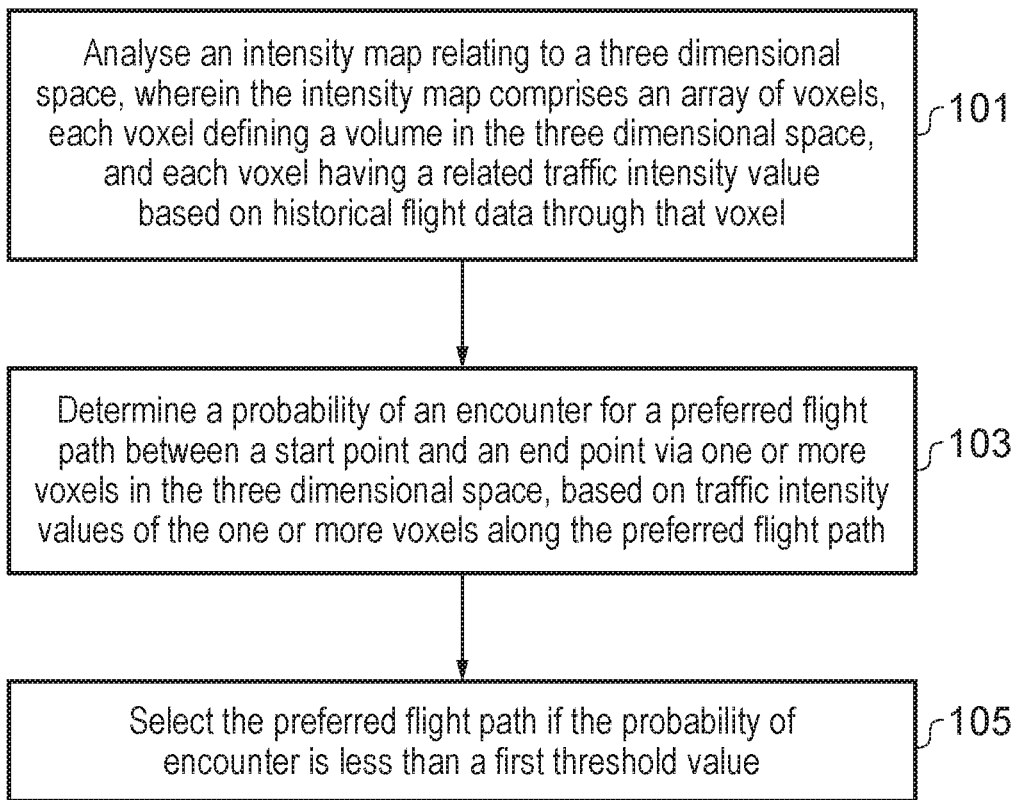 Analyse an intensity map relating to a three dimensional
space, wherein the intensity map comprises an array of voxels,
each voxel defining a volume in the three dimensional space,
and each voxel having a related traffic intensity value
based on historical flight data through that voxel
101
Determine a probability of an encounter for a preferred flight
path between a start point and an end point via one or more
voxels in the three dimensional space, based on traffic intensity
values of the one or more voxels along the preferred flight path
103
Select the preferred flight path if the probability of
encounter is less than a first threshold value
105